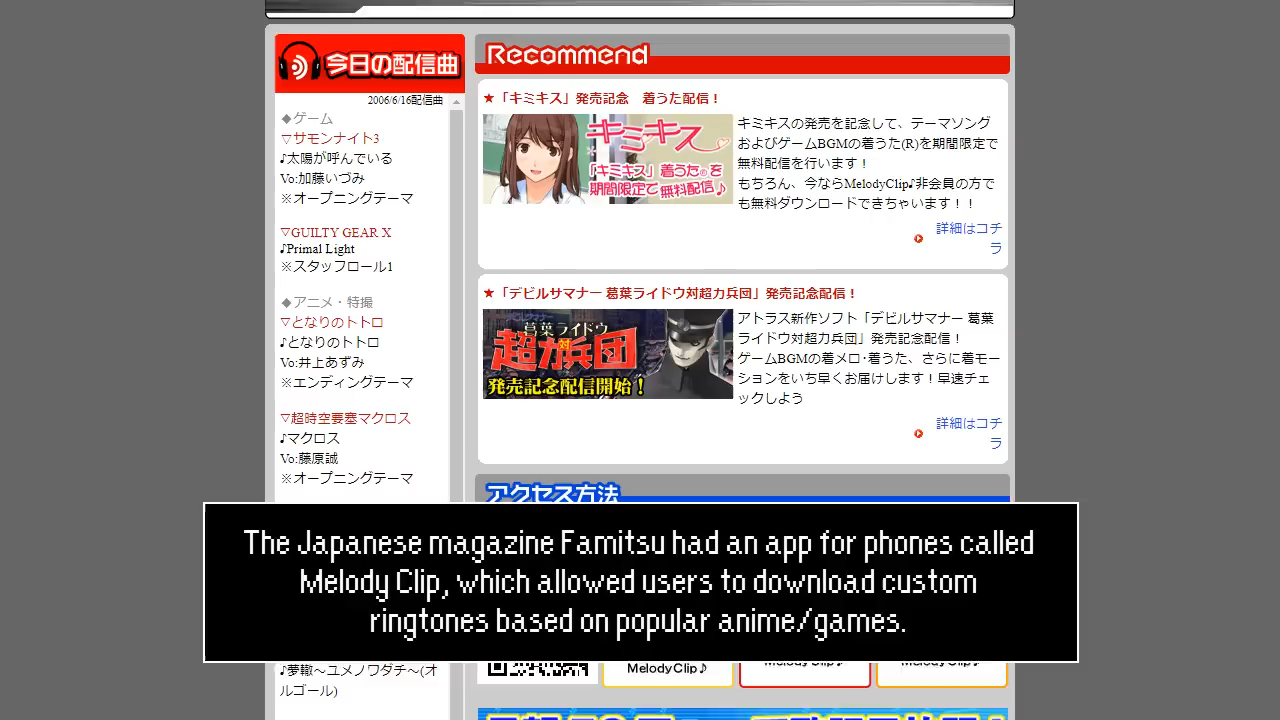 今日の配信曲
2006/6/16配信曲
◆ゲーム
▽サモンナイト3
♪太陽が呼んでいる
Vo:加藤いづみ
※オープニングテーマ
▽GUILTY GEAR X
♪Primal Light
※スタッフロール1
◆アニメ・特撮
▽となりのトトロ
♪となりのトトロ
Vo:井上あずみ
※エンディングテーマ
▽超時空要塞マクロス
♪マクロス
Vo:藤原誠
※オープニングテーマ
♪夢轍～ユメノワダチ～(オ
ルゴール)
Recommend
★「キミキス」発売記念　着うた配信！
キミキス
「キミキス」着うた®を
期間限定で無料配信♪
キミキスの発売を記念して、テーマソング
およびゲームBGMの着うた(R)を期間限定で
無料配信を行います！
もちろん、今ならMelodyClip♪非会員の方で
も無料ダウンロードできちゃいます！！
詳細はコチ
ラ
★「デビルサマナー 葛葉ライドウ対超力兵団」発売記念配信！
葛葉ライドウ
対
超力兵団
発売記念配信開始！
アトラス新作ソフト「デビルサマナー 葛葉
ライドウ対超力兵団」発売記念配信！
ゲームBGMの着メロ・着うた、さらに着モー
ションをいち早くお届けします！早速チェ
ックしよう
詳細はコチ
ラ
アクセス方法
The Japanese magazine Famitsu had an app for phones called
Melody Clip, which allowed users to download custom
ringtones based on popular anime/games.
MelodyClip♪
Melody Clip♪
Melody Clip♪